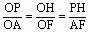 OP/OA = OH/OF = PH/AF